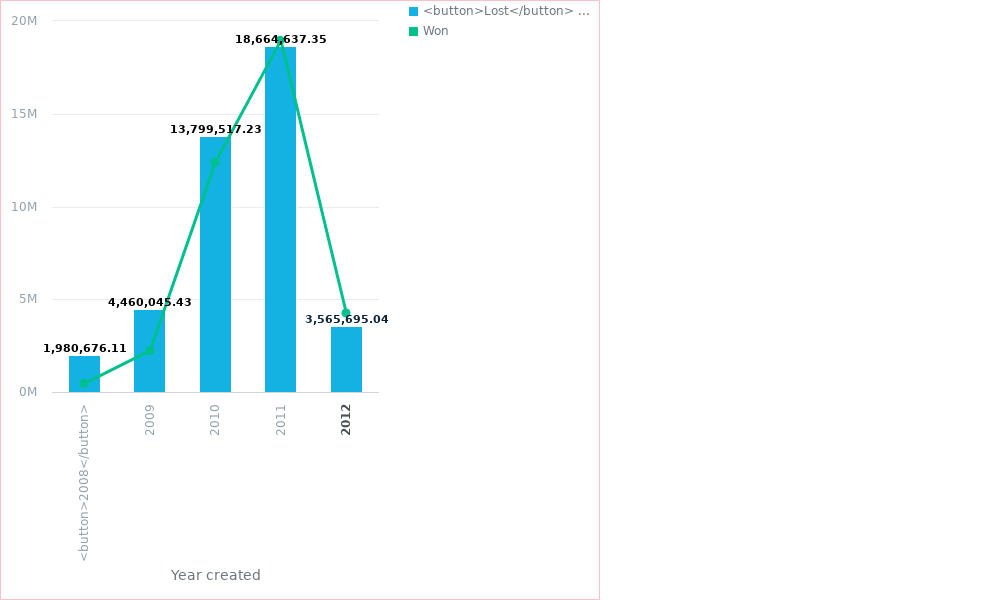 <button>Lost</button> ...
Won
20M
15M
10M
5M
0M
18,664,637.35
13,799,517.23
4,460,045.43
3,565,695.04
1,980,676.11
<button>2008</button>
2009
2010
2011
2012
Year created